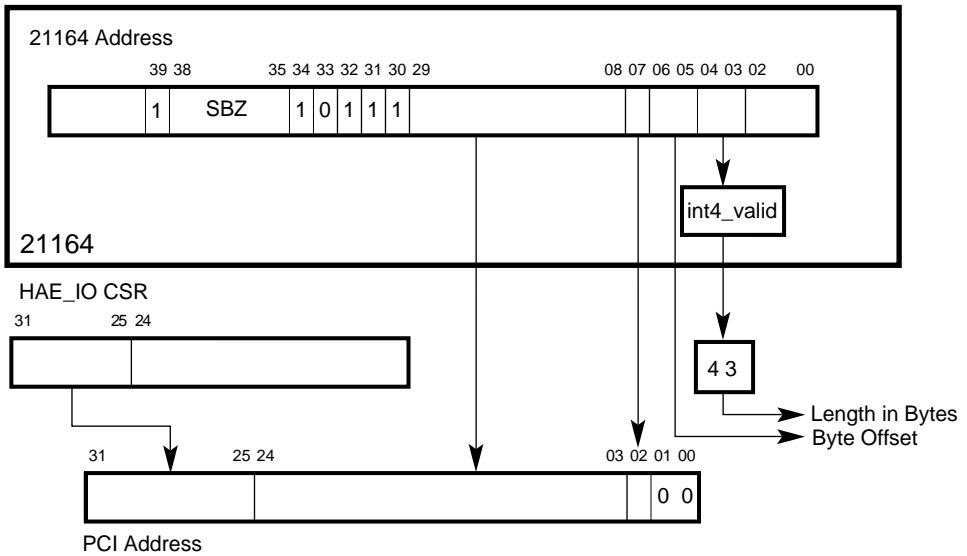 21164 Address
39 38 35 34 33 32 31 30 29 08 07 06 05 04 03 02 00
1 SBZ 1 0 1 1 1
int4_valid
21164
HAE_IO CSR
31 25 24
4 3
Length in Bytes
Byte Offset
31 25 24 03 02 01 00
0 0
PCI Address